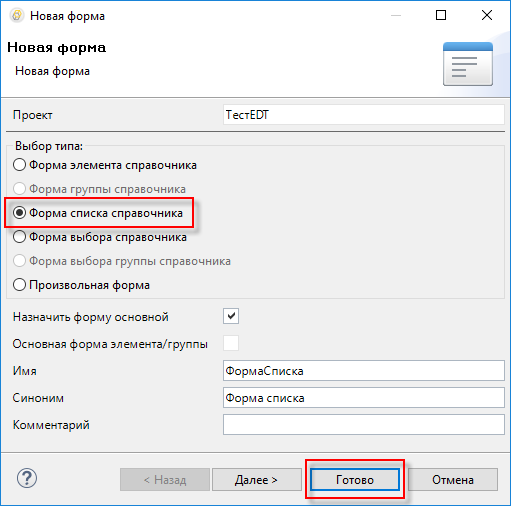 Новая форма
Новая форма
Новая форма
Проект ТестEDT
Выбор типа:
Форма элемента справочника
Форма группы справочника
Форма списка справочника
Форма выбора справочника
Форма выбора группы справочника
Произвольная форма
Назначить форму основной
Основная форма элемента/группы
Имя ФормаСписка
Синоним Форма списка
Комментарий
? < Назад Далее > Готово Отмена